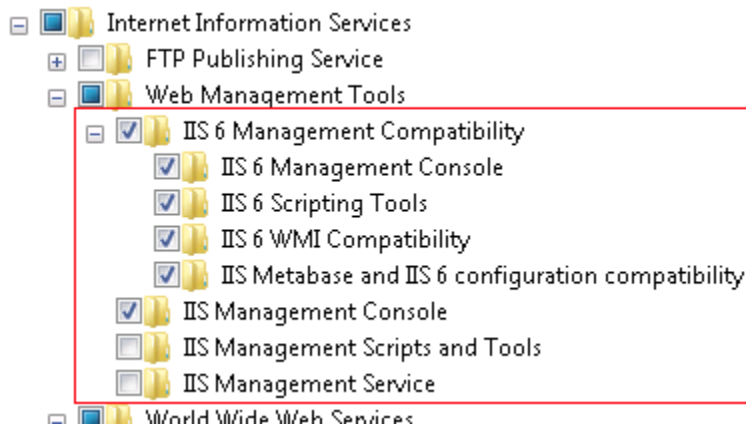 Internet Information Services
FTP Publishing Service
Web Management Tools
IIS 6 Management Compatibility
IIS 6 Management Console
IIS 6 Scripting Tools
IIS 6 WMI Compatibility
IIS Metabase and IIS 6 configuration compatibility
IIS Management Console
IIS Management Scripts and Tools
IIS Management Service
World Wide Web Services